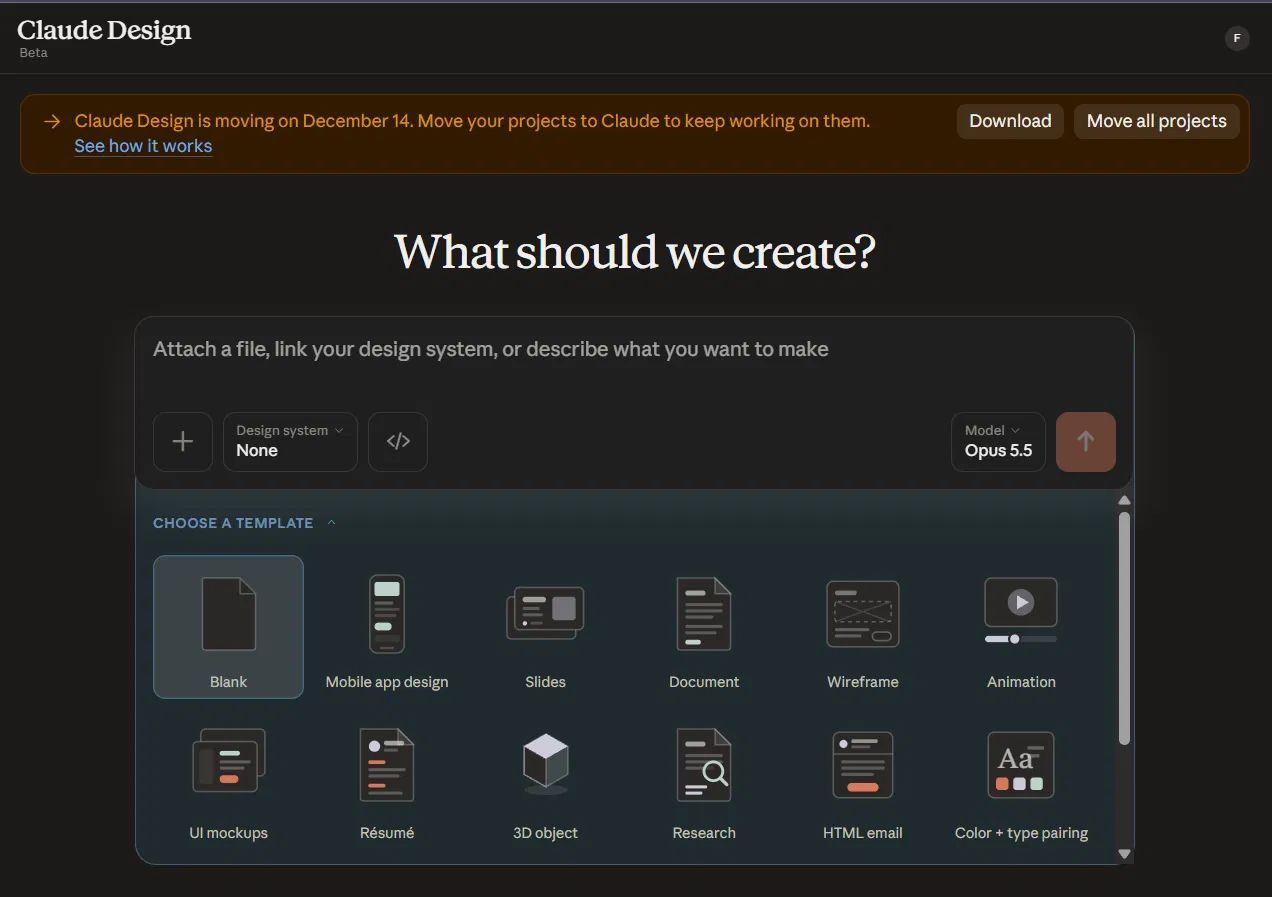 Claude Design
Beta
F
Claude Design is moving on December 14. Move your projects to Claude to keep working on them.
See how it works
Download
Move all projects
What should we create?
Attach a file, link your design system, or describe what you want to make
Design system
None
Model
Opus 5.5
CHOOSE A TEMPLATE
Blank
Mobile app design
Slides
Document
Wireframe
Animation
Aa
UI mockups
Résumé
3D object
Research
HTML email
Color + type pairing